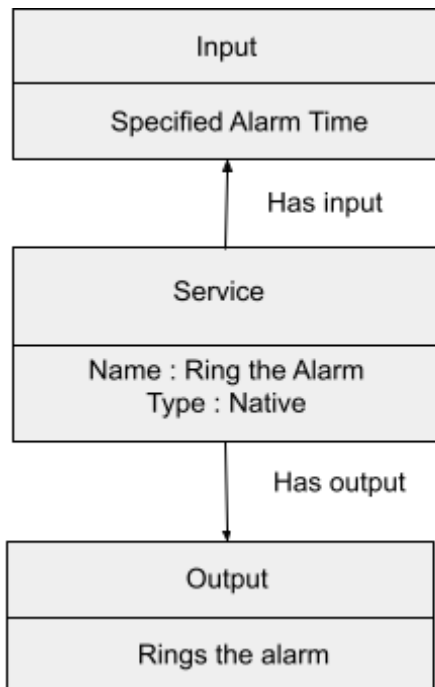 Input
Specified Alarm Time
Has input
Service
Name : Ring the Alarm
Type : Native
Has output
Output
Rings the alarm